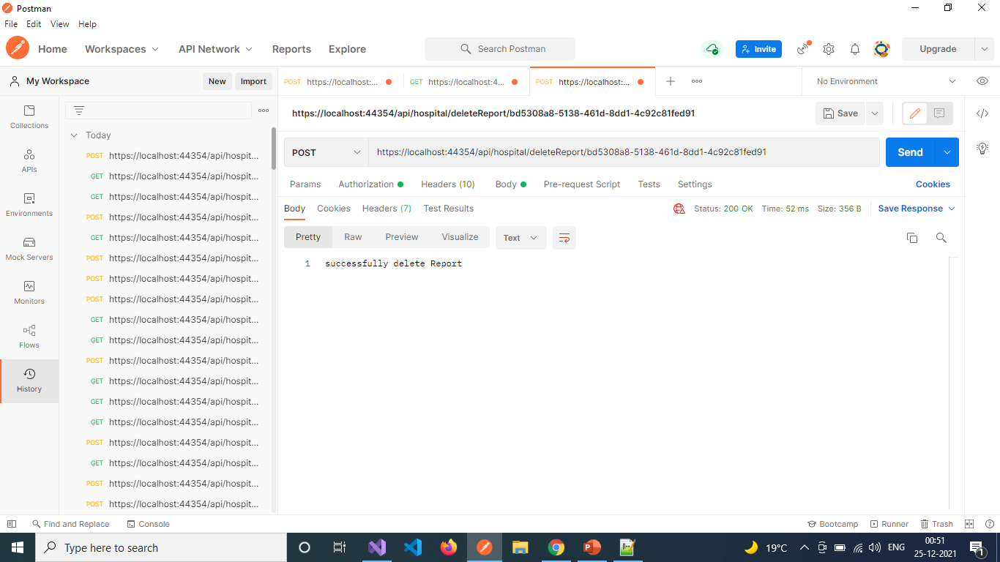 Postman
File Edit View Help
Home Workspaces API Network Reports Explore Search Postman Invite Upgrade
My Workspace New Import
POST https://localhost:... GET https://localhost:4... POST https://localhost:... No Environment
https://localhost:44354/api/hospital/deleteReport/bd5308a8-5138-461d-8dd1-4c92c81fed91 Save
POST https://localhost:44354/api/hospital/deleteReport/bd5308a8-5138-461d-8dd1-4c92c81fed91 Send
Params Authorization Headers (10) Body Pre-request Script Tests Settings Cookies
Body Cookies Headers (7) Test Results Status: 200 OK Time: 52 ms Size: 356 B Save Response
Pretty Raw Preview Visualize Text
1 successfully delete Report
Collections
APIs
Environments
Mock Servers
Monitors
Flows
History
Today
POST https://localhost:44354/api/hospit...
GET https://localhost:44354/api/hospit...
GET https://localhost:44354/api/hospit...
POST https://localhost:44354/api/hospit...
GET https://localhost:44354/api/hospit...
POST https://localhost:44354/api/hospit...
POST https://localhost:44354/api/hospit...
POST https://localhost:44354/api/hospit...
GET https://localhost:44354/api/hospit...
GET https://localhost:44354/api/hospit...
POST https://localhost:44354/api/hospit...
GET https://localhost:44354/api/hospit...
GET https://localhost:44354/api/hospit...
GET https://localhost:44354/api/hospit...
POST https://localhost:44354/api/hospit...
GET https://localhost:44354/api/hospit...
POST https://localhost:44354/api/hospit...
POST https://localhost:44354/api/hospit...
Find and Replace Console Bootcamp Runner Trash
Type here to search 19°C ENG 00:51
25-12-2021 1